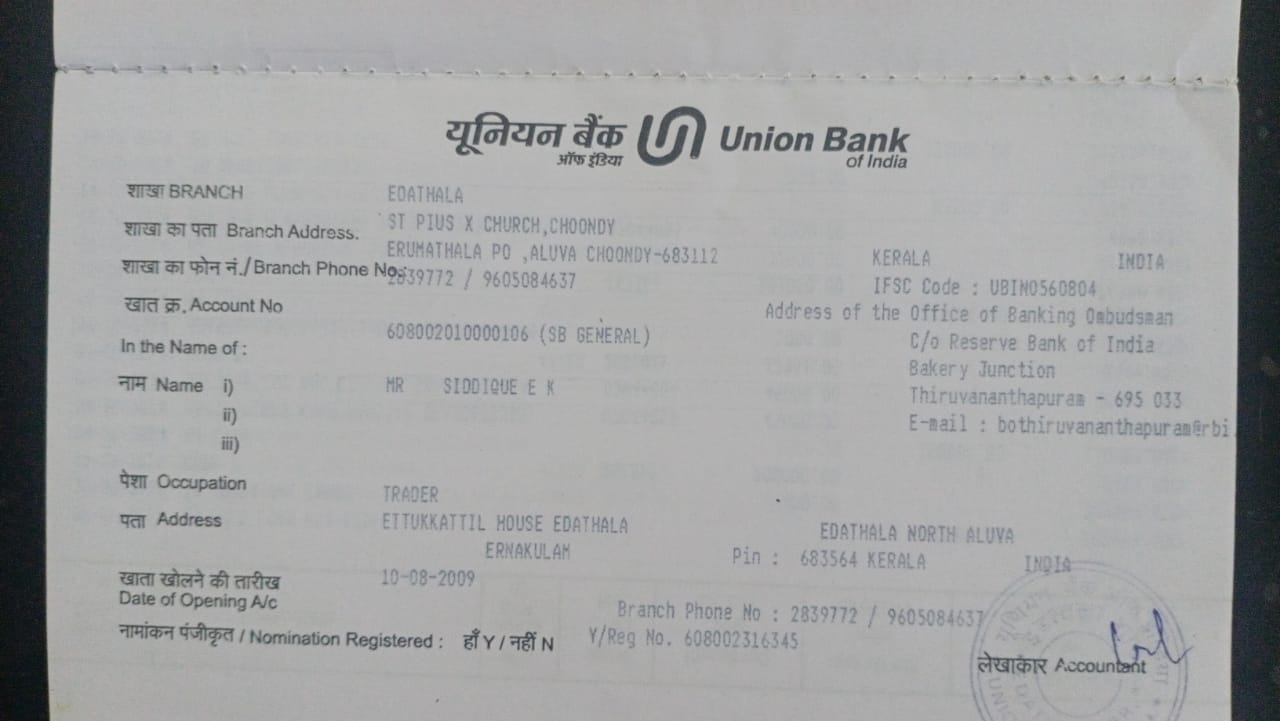 यूनियन बैंक Union Bank
ऑफ इंडिया of India
शाखा BRANCH EDATHALA
शाखा का पता Branch Address. ST PIUS X CHURCH,CHOONDY
ERUMATHALA PO ,ALUVA CHOONDY-683112 KERALA INDIA
शाखा का फोन नं./Branch Phone No. 2839772 / 9605084637 IFSC Code : UBIN0560804
खात क्र. Account No Address of the Office of Banking Ombudsman
608002010000106 (SB GENERAL) C/o Reserve Bank of India
In the Name of : Bakery Junction
नाम Name i) MR SIDDIQUE E K Thiruvananthapuram - 695 033
ii) E-mail : bothiruvananthapuram@rbi.
iii)
पेशा Occupation TRADER
पता Address ETTUKKATTIL HOUSE EDATHALA EDATHALA NORTH ALUVA
ERNAKULAM Pin : 683564 KERALA INDIA
खाता खोलने की तारीख 10-08-2009
Date of Opening A/c
Branch Phone No : 2839772 / 9605084637
नामांकन पंजीकृत / Nomination Registered : हाँ Y / नहीं N Y/Reg No. 608002316345
लेखाकार Accountant